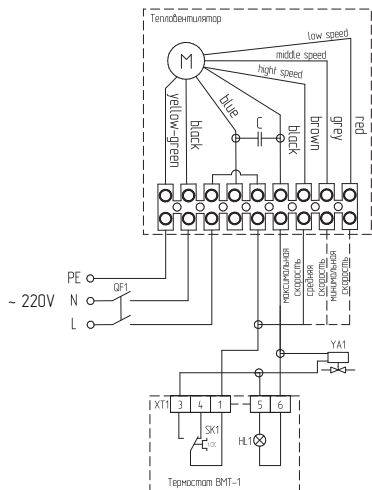 Тепловентилятор
low speed
middle speed
hight speed
M
yellow-green
black
blue
C
black
brown
grey
red
PE
QF1
~ 220V
N
L
максимальная скорость
средняя скорость
минимальная скорость
YA1
XT1
3
4
1
5
6
SK1
HL1
Термостат ВМТ-1